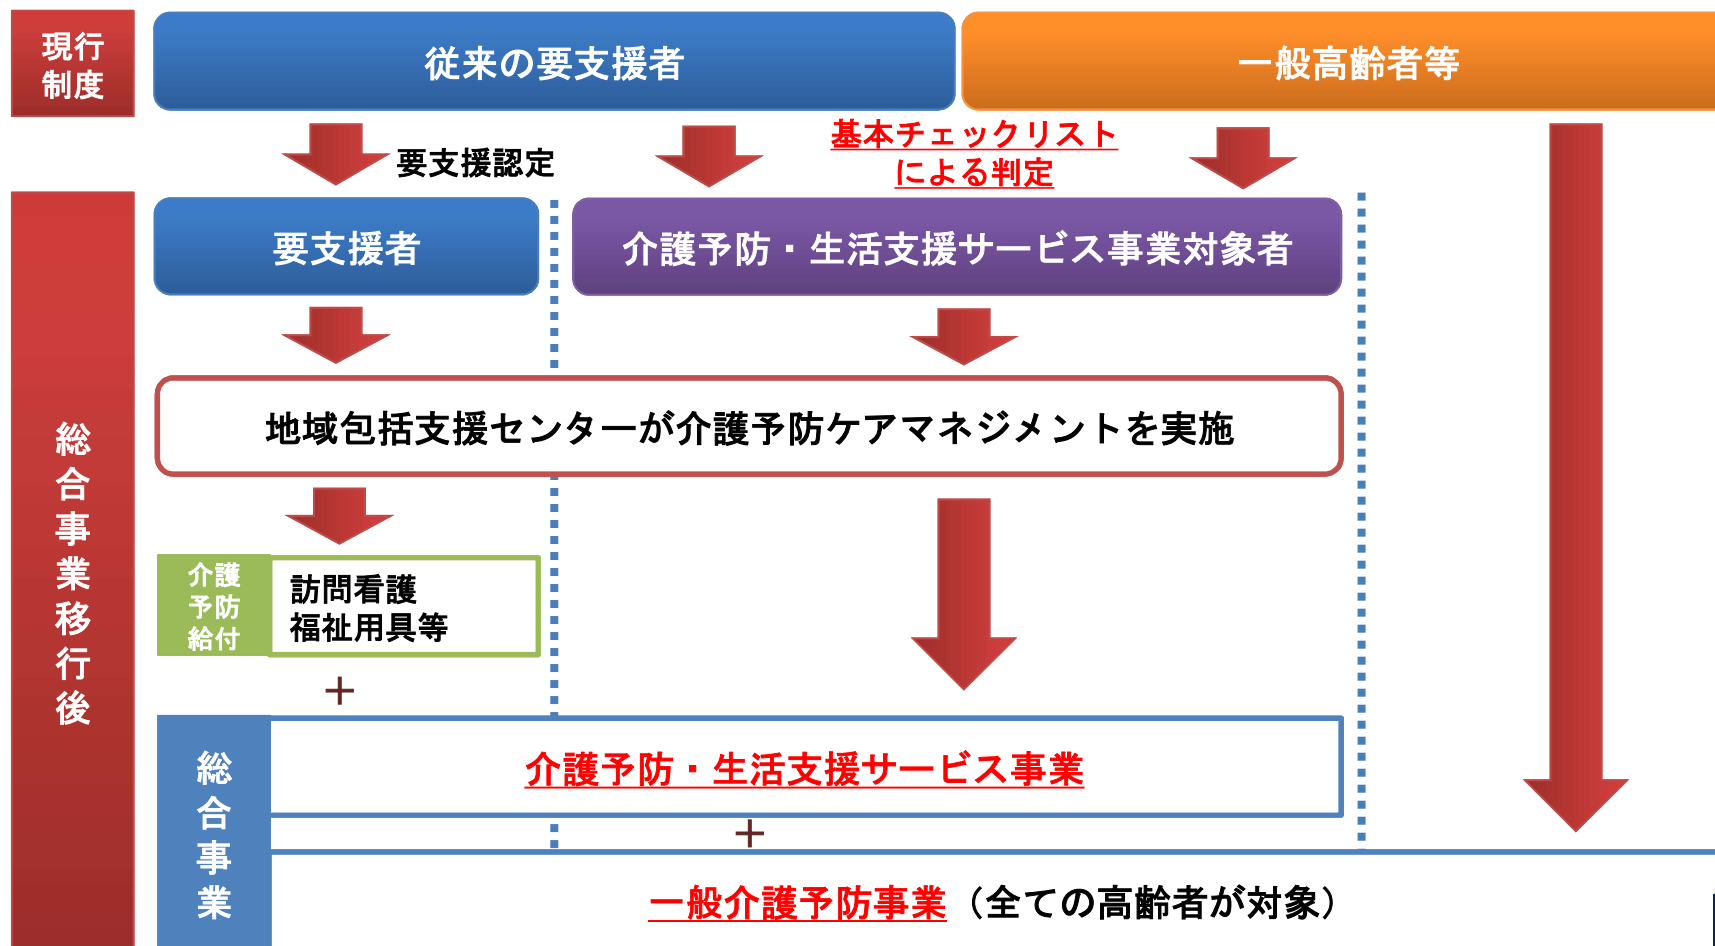 現行
制度
従来の要支援者
一般高齢者等
要支援認定
基本チェックリスト
による判定
総合事業移行後
要支援者
介護予防・生活支援サービス事業対象者
地域包括支援センターが介護予防ケアマネジメントを実施
介護
予防
給付
訪問看護
福祉用具等
＋
総合事業
介護予防・生活支援サービス事業
＋
一般介護予防事業（全ての高齢者が対象）